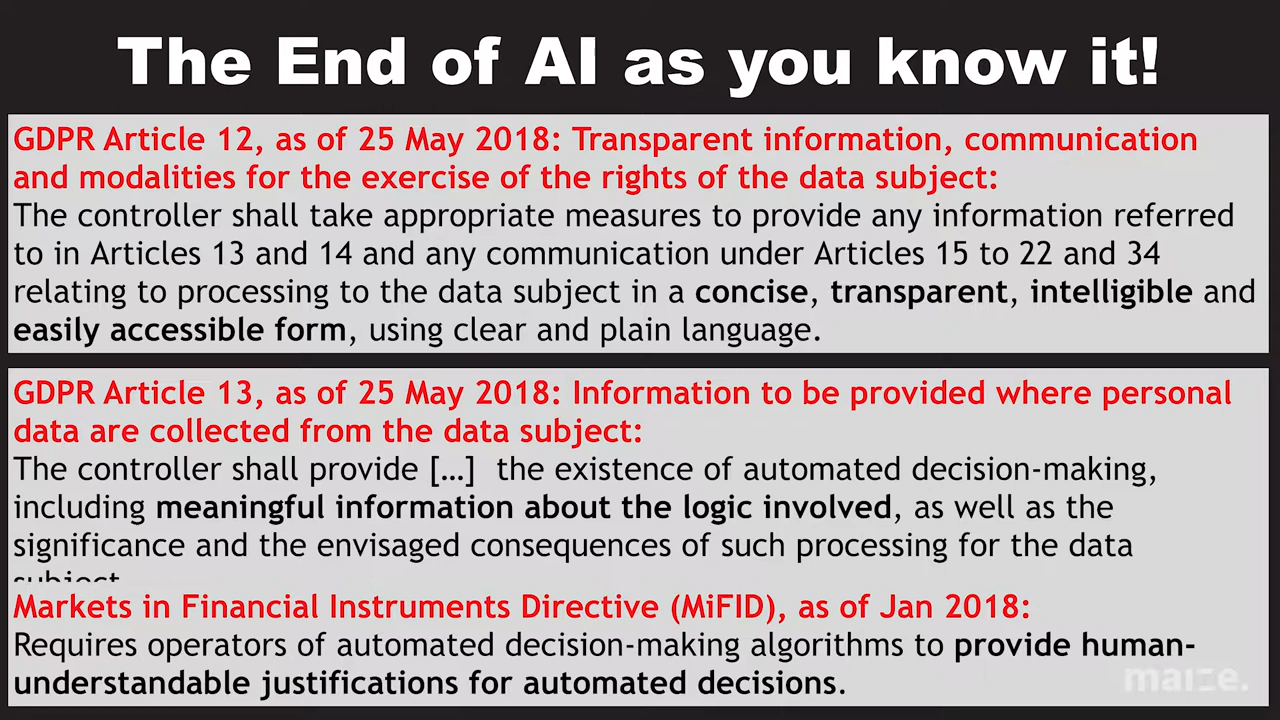 The End of AI as you know it!
GDPR Article 12, as of 25 May 2018: Transparent information, communication
and modalities for the exercise of the rights of the data subject:
The controller shall take appropriate measures to provide any information referred
to in Articles 13 and 14 and any communication under Articles 15 to 22 and 34
relating to processing to the data subject in a concise, transparent, intelligible and
easily accessible form, using clear and plain language.
GDPR Article 13, as of 25 May 2018: Information to be provided where personal
data are collected from the data subject:
The controller shall provide […] the existence of automated decision-making,
including meaningful information about the logic involved, as well as the
significance and the envisaged consequences of such processing for the data
subject
Markets in Financial Instruments Directive (MiFID), as of Jan 2018:
Requires operators of automated decision-making algorithms to provide human-
understandable justifications for automated decisions.
maize.